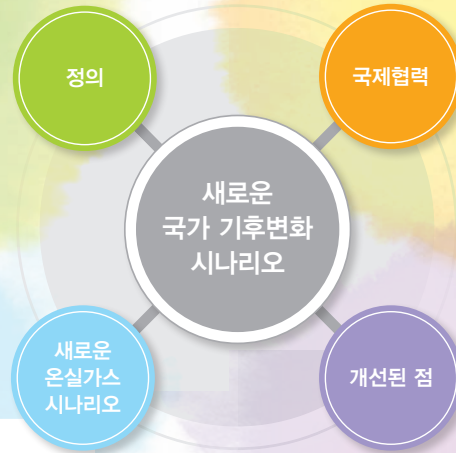 정의
국제협력
새로운
국가 기후변화
시나리오
새로운
온실가스
시나리오
개선된 점